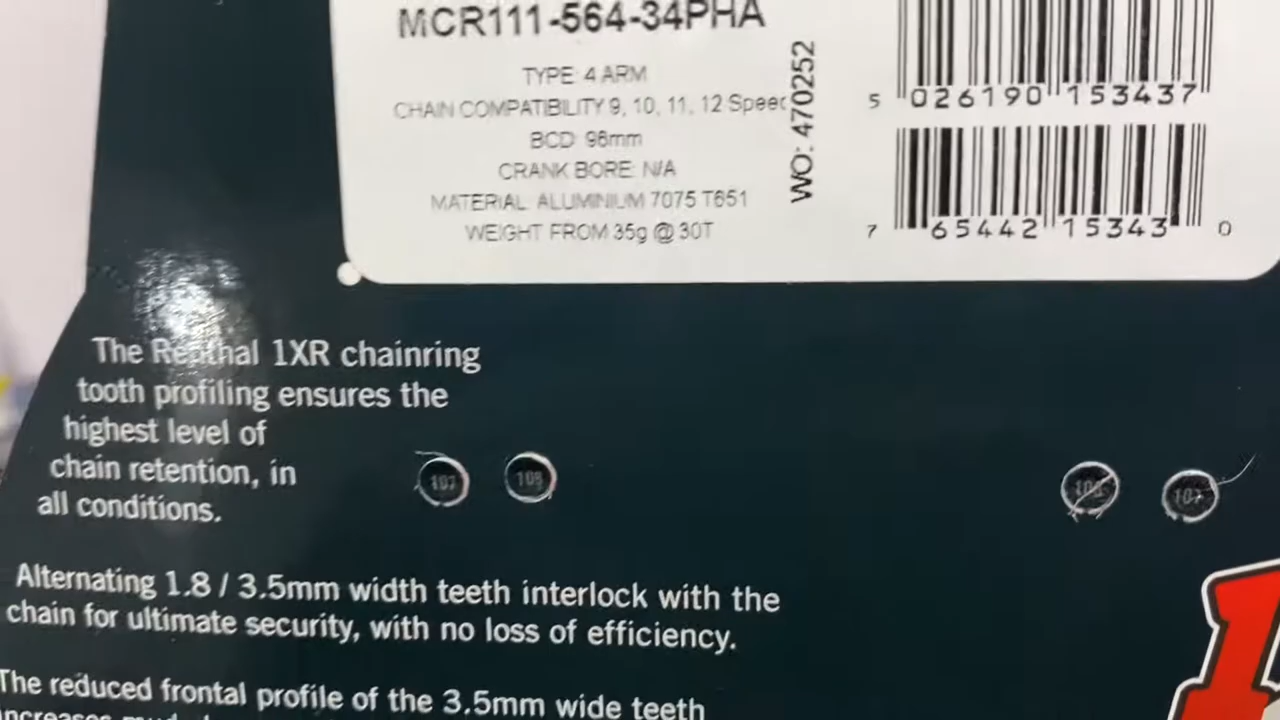 MCR111-564-34PHA
TYPE: 4 ARM
CHAIN COMPATIBILITY 9, 10, 11, 12 Speed
BCD: 96mm
CRANK BORE: N/A
MATERIAL: ALUMINIUM 7075 T651
WEIGHT FROM 35g @ 30T
WO: 470252
5 026190 153437
7 65442 15343 0
The Renthal 1XR chainring
tooth profiling ensures the
highest level of
chain retention, in
all conditions.
107 108
107
Alternating 1.8 / 3.5mm width teeth interlock with the
chain for ultimate security, with no loss of efficiency.
The reduced frontal profile of the 3.5mm wide teeth
increases